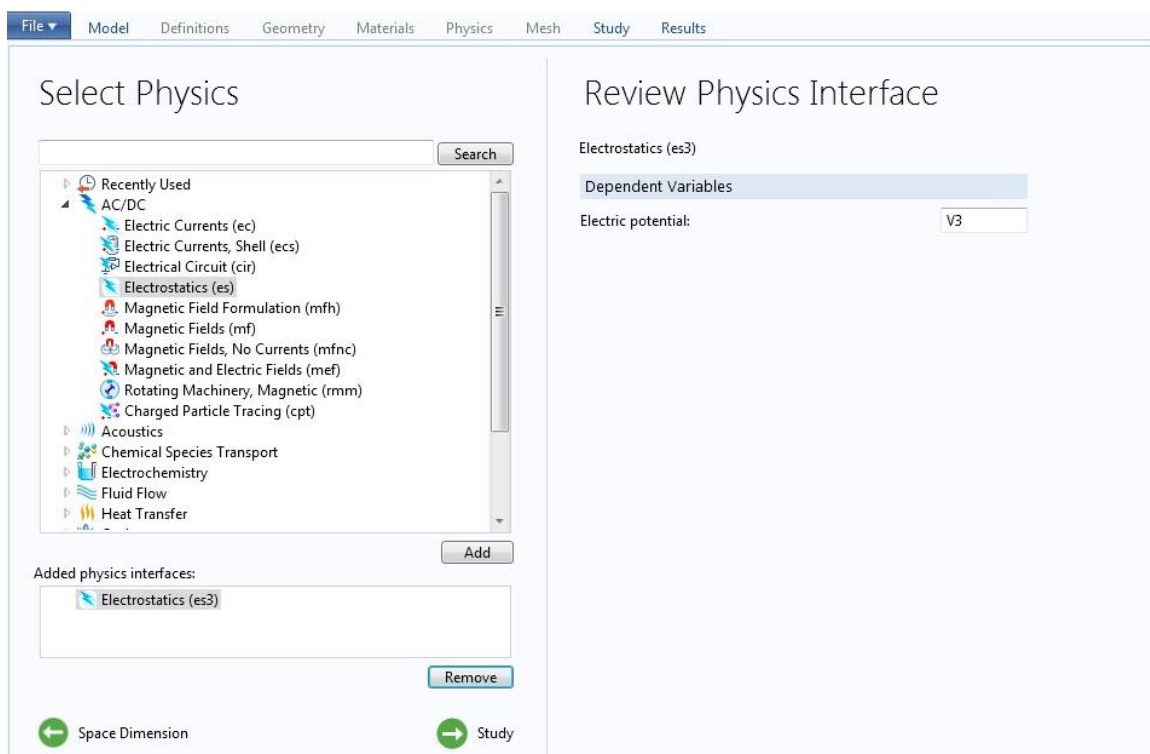 File Model Definitions Geometry Materials Physics Mesh Study Results
Select Physics
Search
Recently Used
AC/DC
Electric Currents (ec)
Electric Currents, Shell (ecs)
Electrical Circuit (cir)
Electrostatics (es)
Magnetic Field Formulation (mfh)
Magnetic Fields (mf)
Magnetic Fields, No Currents (mfnc)
Magnetic and Electric Fields (mef)
Rotating Machinery, Magnetic (rmm)
Charged Particle Tracing (cpt)
Acoustics
Chemical Species Transport
Electrochemistry
Fluid Flow
Heat Transfer
Add
Added physics interfaces:
Electrostatics (es3)
Remove
Space Dimension
Study
Review Physics Interface
Electrostatics (es3)
Dependent Variables
Electric potential: V3